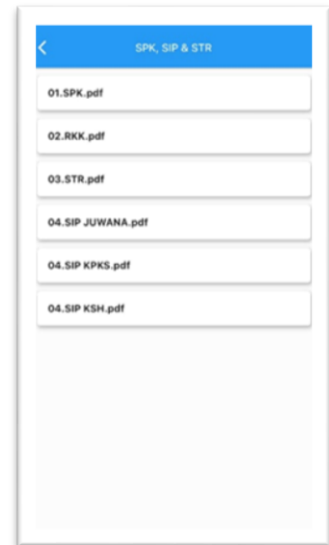 SPK, SIP & STR
01.SPK.pdf
02.RKK.pdf
03.STR.pdf
04.SIP JUWANA.pdf
04.SIP KPKS.pdf
04.SIP KSH.pdf